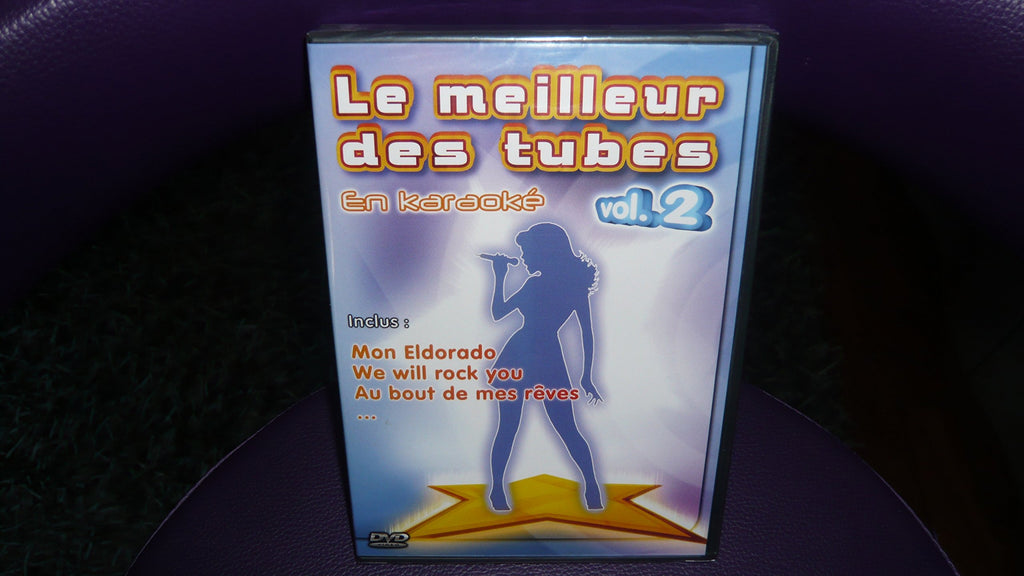 Le meilleur
des tubes
En karaoké
vol. 2
Inclus :
Mon Eldorado
We will rock you
Au bout de mes rêves
...
DVD
VIDEO